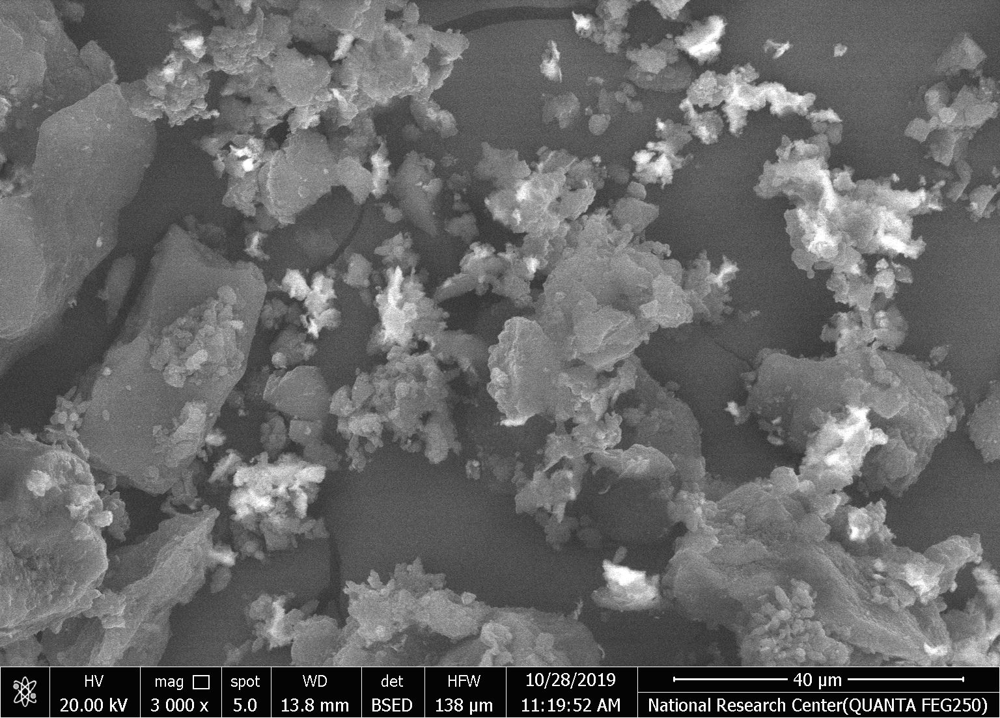 HV
20.00 kV
mag
3 000 x
spot
5.0
WD
13.8 mm
det
BSED
HFW
138 µm
10/28/2019
11:19:52 AM
40 µm
National Research Center(QUANTA FEG250)